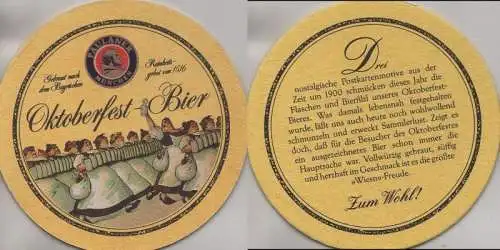 PAULANER
MÜNCHEN
Gebraut nach
dem Bayrischen
Reinheits-
gebot von 1516
Oktoberfest-Bier
Drei
nostalgische Postkartenmotive aus der
Zeit um 1900 schmücken dieses Jahr die
Flaschen und Bierfilzl unseres Oktoberfest-
Bieres. Was damals lebensnah festgehalten
wurde, läßt uns auch heute noch wohlwollend
schmunzeln und erweckt Sammlerlust. Zeigt es
doch, daß für die Besucher des Oktoberfestes
ein ausgezeichnetes Bier schon immer die
Hauptsache war. Vollwürzig gebraut, süffig
und herzhaft im Geschmack ist es die größte
»Wiesn«-Freude.
Zum Wohl!